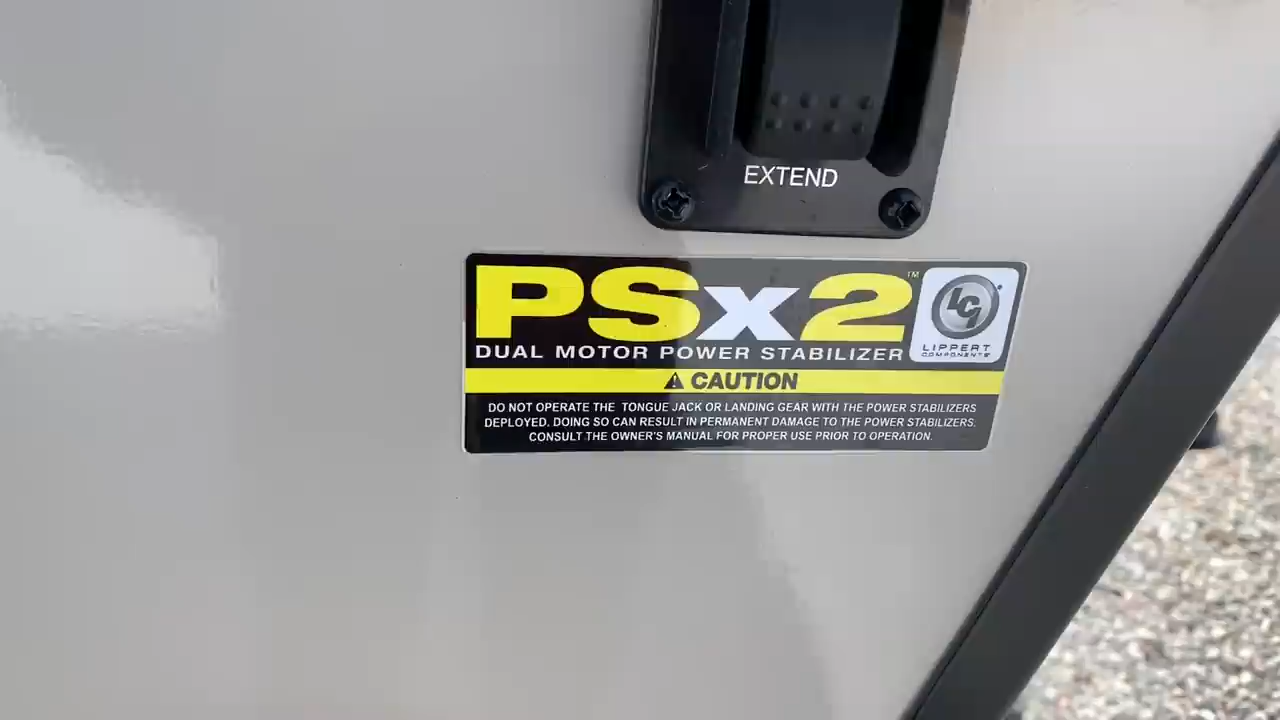 EXTEND
PSx2™
LCI
LIPPERT
COMPONENTS
DUAL MOTOR POWER STABILIZER
CAUTION
DO NOT OPERATE THE TONGUE JACK OR LANDING GEAR WITH THE POWER STABILIZERS
DEPLOYED. DOING SO CAN RESULT IN PERMANENT DAMAGE TO THE POWER STABILIZERS.
CONSULT THE OWNER'S MANUAL FOR PROPER USE PRIOR TO OPERATION.